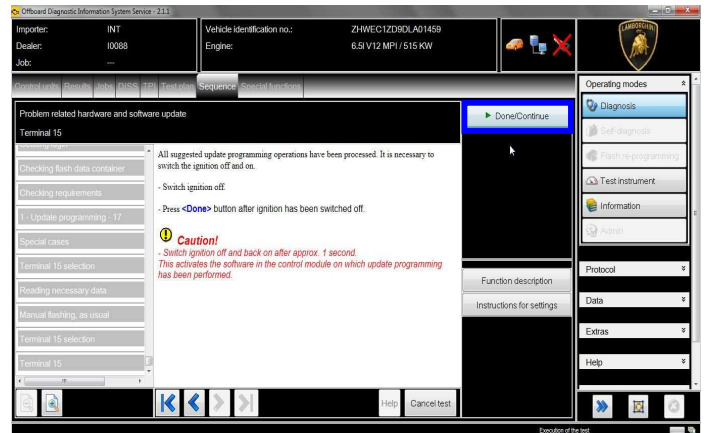 Offboard Diagnostic Information System Service - 2.1.1
Importer: INT
Dealer: I0088
Job: ---
Vehicle identification no.: ZHWEC1ZD9DLA01459
Engine: 6.5l V12 MPI / 515 KW
LAMBORGHINI
Control units Results Jobs DISS TPI Test plan Sequence Special functions
Problem related hardware and software update
Terminal 15
Checking flash data container
Checking requirements
1 - Update programming - 17
Special cases
Terminal 15 selection
Reading necessary data
Manual flashing, as usual
Terminal 15 selection
Terminal 15
All suggested update programming operations have been processed. It is necessary to
switch the ignition off and on.
- Switch ignition off.
- Press <Done> button after ignition has been switched off.
Caution!
- Switch ignition off and back on after approx. 1 second.
This activates the software in the control module on which update programming
has been performed.
Done/Continue
Function description
Instructions for settings
Help
Cancel test
Operating modes
Diagnosis
Self-diagnosis
Flash re-programming
Test instrument
Information
Admin
Protocol
Data
Extras
Help
Execution of the test